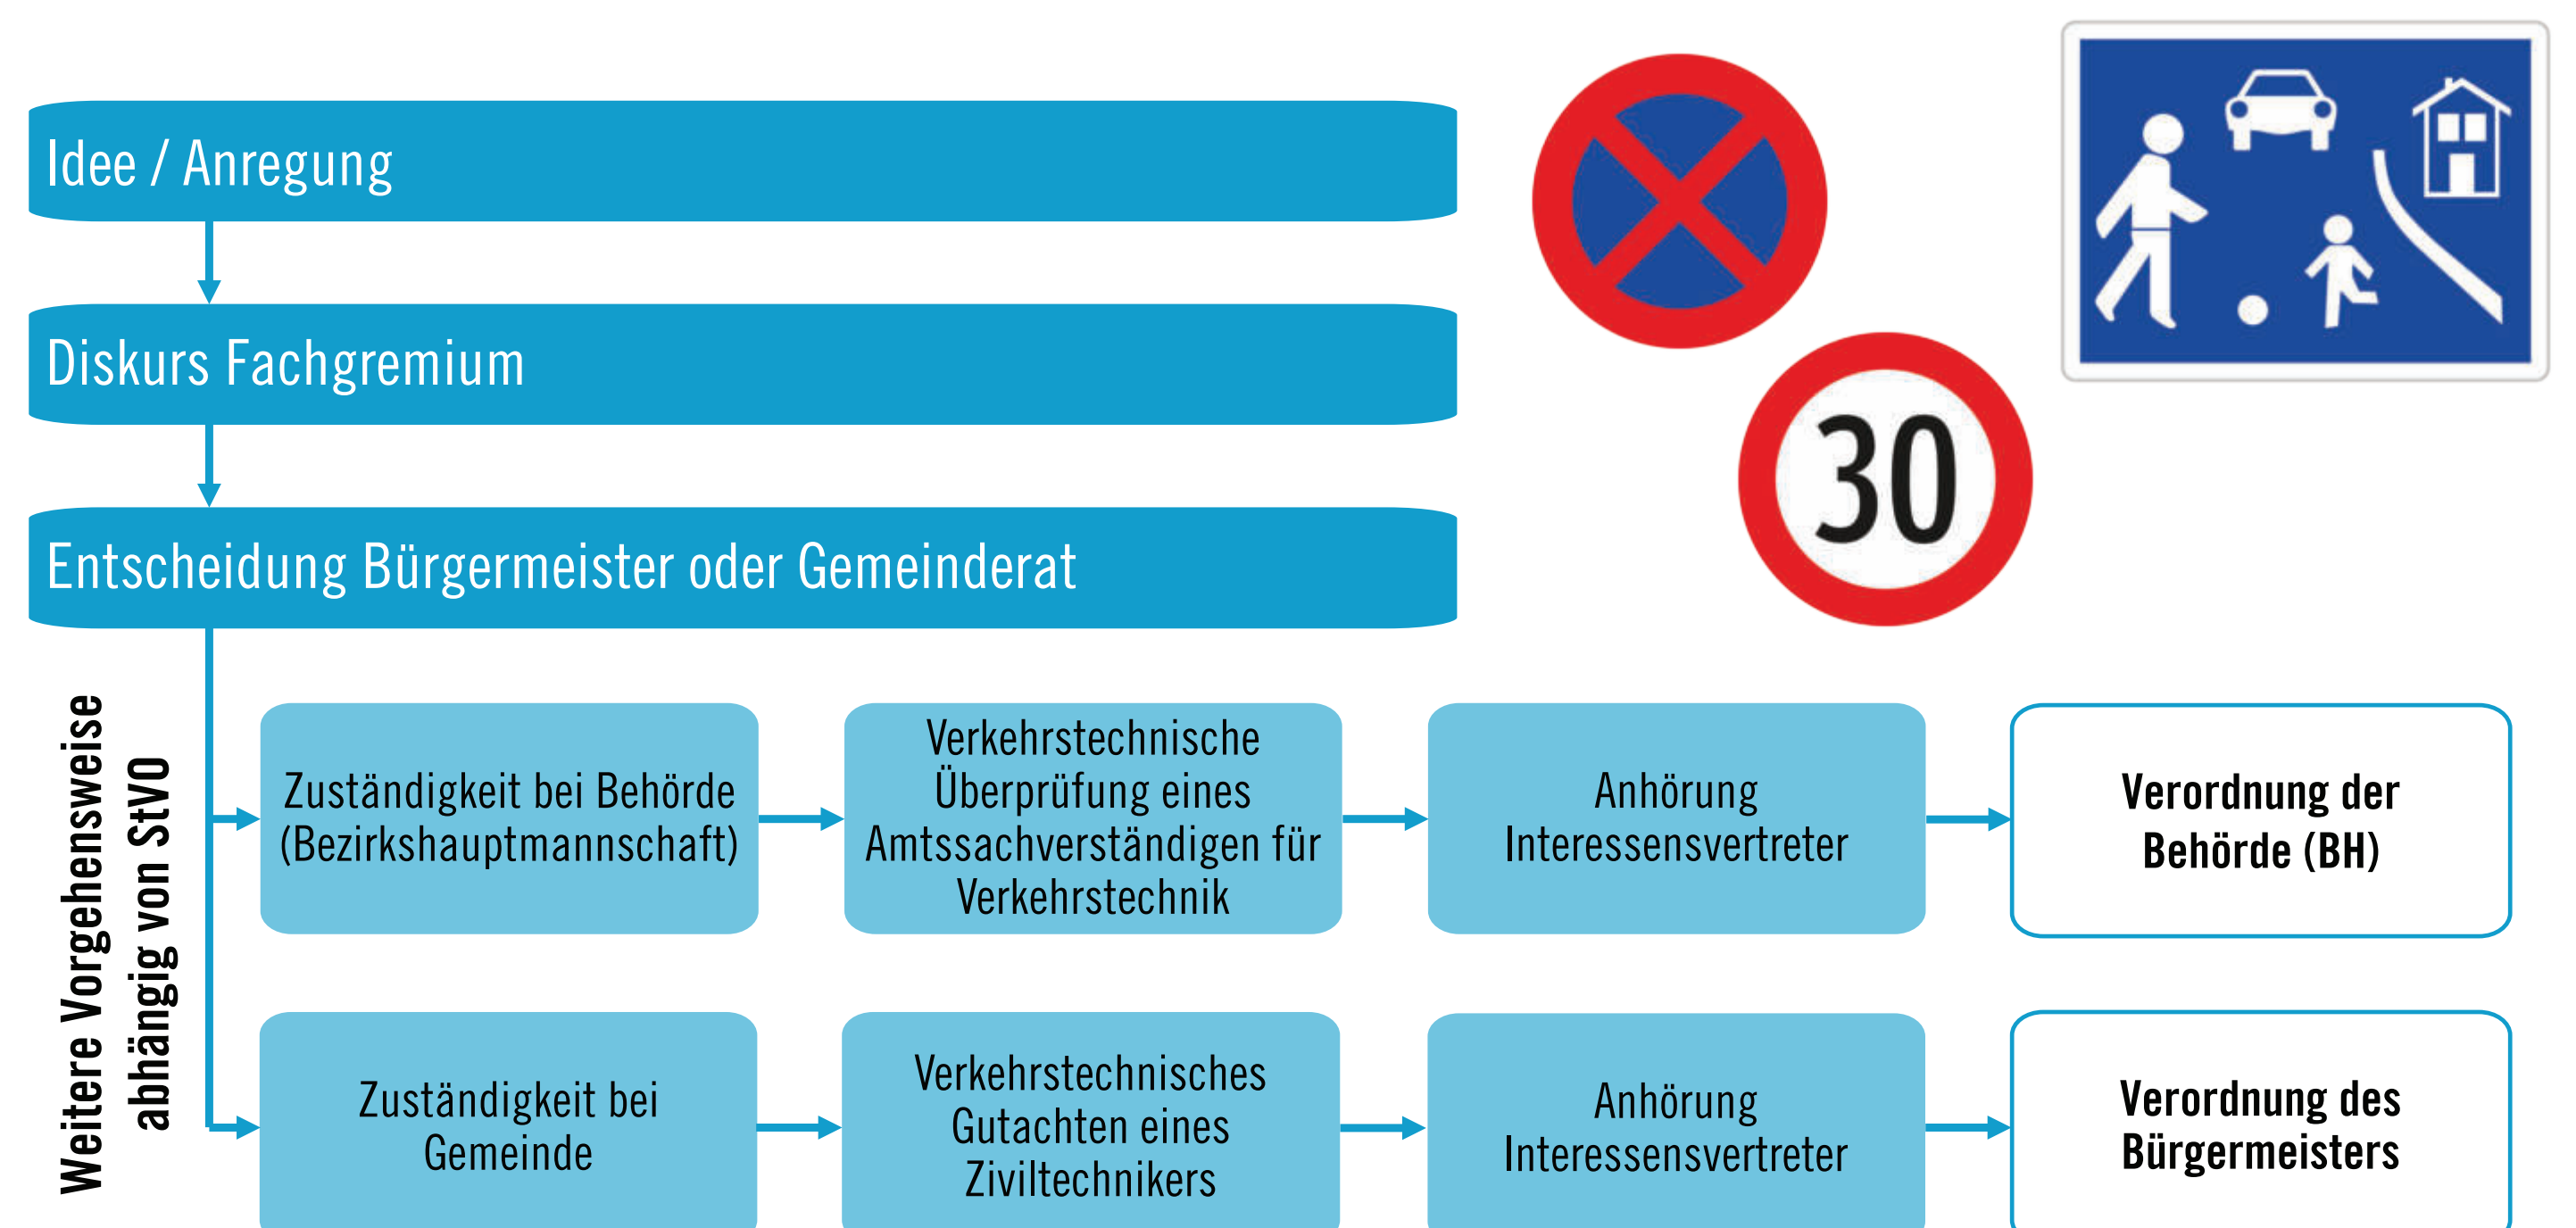 Idee / Anregung
Diskurs Fachgremium
30
Entscheidung Bürgermeister oder Gemeinderat
Weitere Vorgehensweise
abhängig von StVO
Zuständigkeit bei Behörde
(Bezirkshauptmannschaft)
Verkehrstechnische
Überprüfung eines
Amtssachverständigen für
Verkehrstechnik
Anhörung
Interessensvertreter
Verordnung der
Behörde (BH)
Zuständigkeit bei
Gemeinde
Verkehrstechnisches
Gutachten eines
Ziviltechnikers
Anhörung
Interessensvertreter
Verordnung des
Bürgermeisters